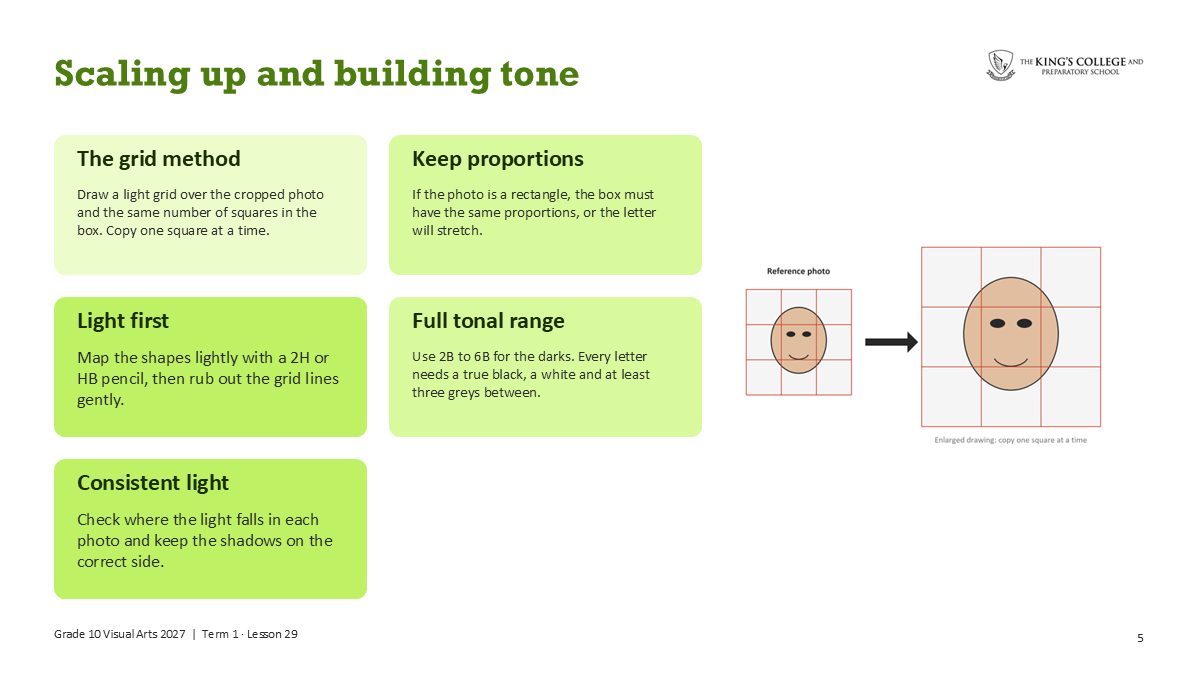 Scaling up and building tone
THE KING'S COLLEGE AND
PREPARATORY SCHOOL
The grid method
Draw a light grid over the cropped photo
and the same number of squares in the
box. Copy one square at a time.
Keep proportions
If the photo is a rectangle, the box must
have the same proportions, or the letter
will stretch.
Light first
Map the shapes lightly with a 2H or
HB pencil, then rub out the grid lines
gently.
Full tonal range
Use 2B to 6B for the darks. Every letter
needs a true black, a white and at least
three greys between.
Consistent light
Check where the light falls in each
photo and keep the shadows on the
correct side.
Reference photo
Enlarged drawing: copy one square at a time
Grade 10 Visual Arts 2027 | Term 1 · Lesson 29
5